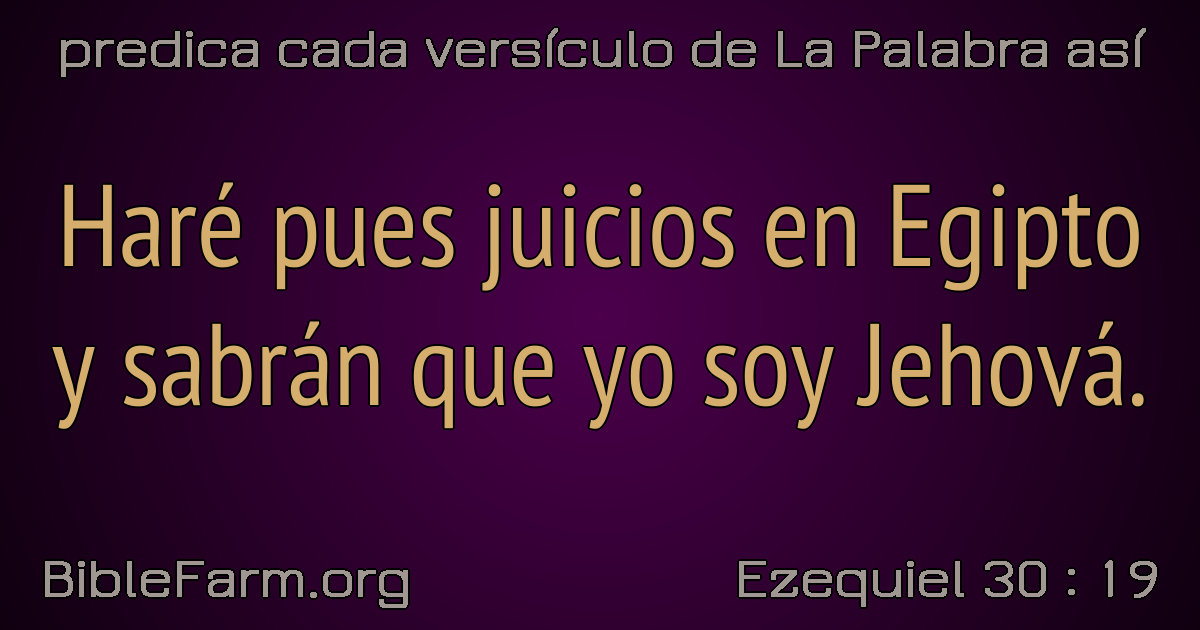 predica cada versículo de La Palabra así
Haré pues juicios en Egipto
y sabrán que yo soy Jehová.
BibleFarm.org
Ezequiel 30 : 19